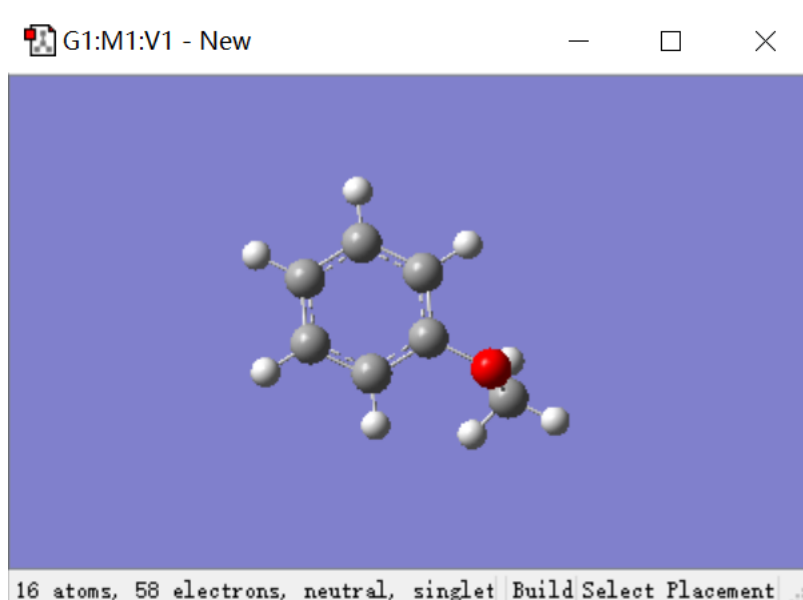 G1:M1:V1 - New
16 atoms, 58 electrons, neutral, singlet Build Select Placement